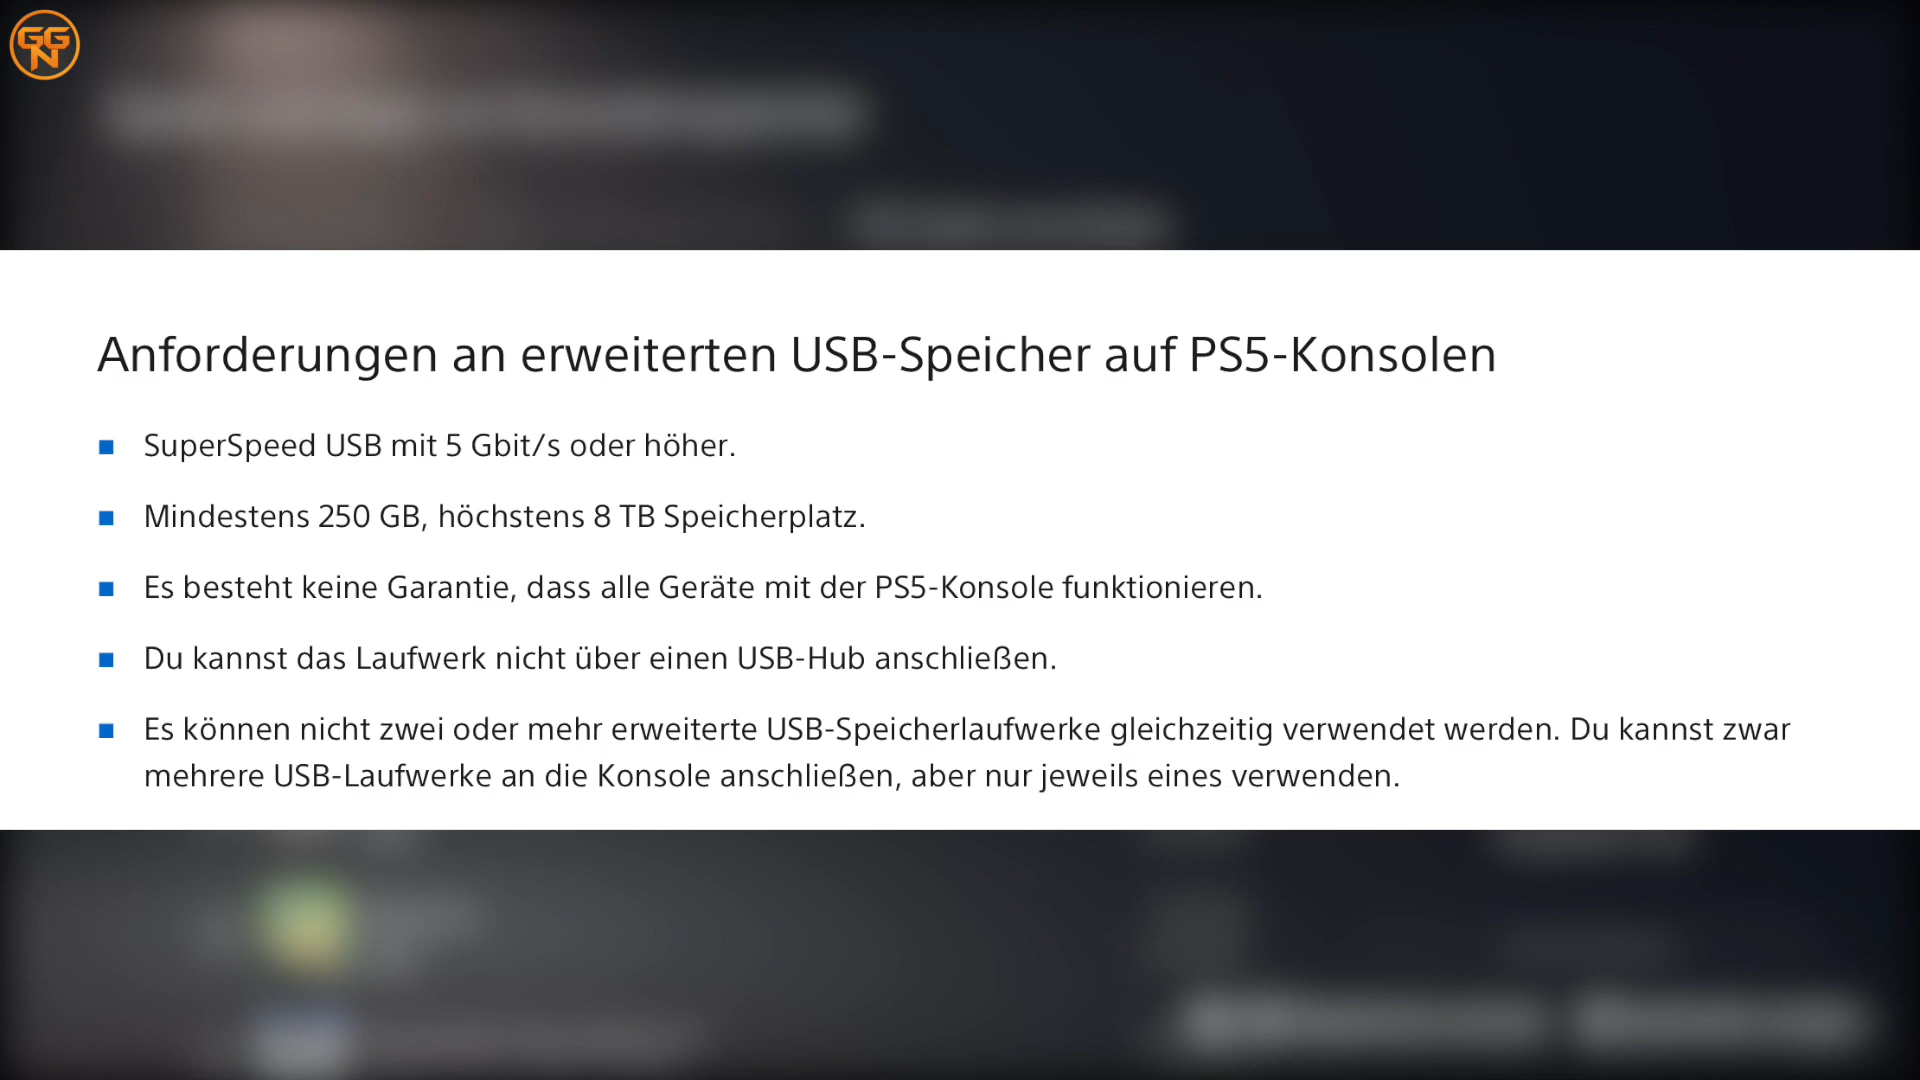 GGN
Anforderungen an erweiterten USB-Speicher auf PS5-Konsolen
SuperSpeed USB mit 5 Gbit/s oder höher.
Mindestens 250 GB, höchstens 8 TB Speicherplatz.
Es besteht keine Garantie, dass alle Geräte mit der PS5-Konsole funktionieren.
Du kannst das Laufwerk nicht über einen USB-Hub anschließen.
Es können nicht zwei oder mehr erweiterte USB-Speicherlaufwerke gleichzeitig verwendet werden. Du kannst zwar
mehrere USB-Laufwerke an die Konsole anschließen, aber nur jeweils eines verwenden.